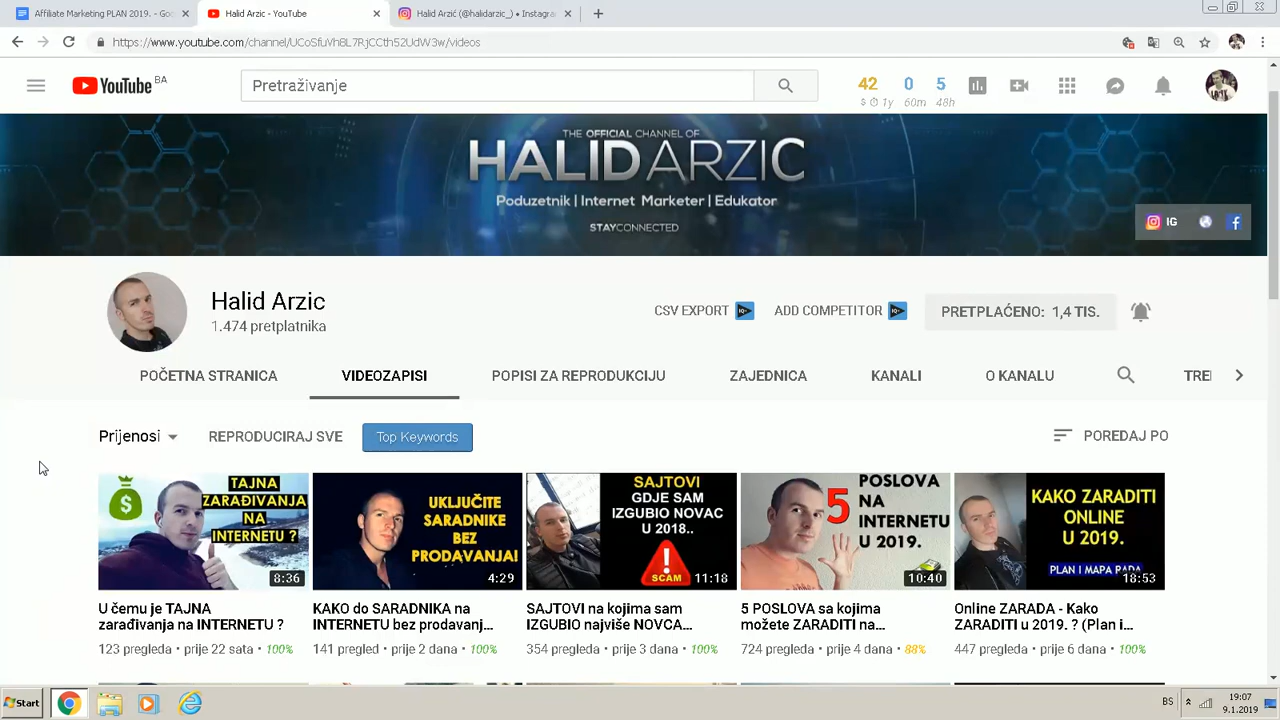 Affiliate Marketing PLAN 2019. - Goo
Halid Arzic - YouTube
Halid Arzić (@halidarzic_) • Instagra
https://www.youtube.com/channel/UCoSfuYh8L7RjCCth52UdW3w/videos
YouTube BA
Pretraživanje
42 0 5
$ 1y 60m 48h
THE OFFICIAL CHANNEL OF
HALIDARZIC
Poduzetnik | Internet Marketer | Edukator
STAYCONNECTED
IG
Halid Arzic
1.474 pretplatnika
CSV EXPORT
ADD COMPETITOR
PRETPLAĆENO: 1,4 TIS.
POČETNA STRANICA
VIDEOZAPISI
POPISI ZA REPRODUKCIJU
ZAJEDNICA
KANALI
O KANALU
TRE
Prijenosi
REPRODUCIRAJ SVE
Top Keywords
POREDAJ PO
TAJNA
ZARAĐIVANJA
NA
INTERNETU ?
8:36
UKLJUČITE
SARADNIKE
BEZ
PRODAVANJA!
4:29
SAJTOVI
GDJE SAM
IZGUBIO NOVAC
U 2018..
SCAM
11:18
5 POSLOVA
NA
INTERNETU
U 2019.
10:40
KAKO ZARADITI
ONLINE
U 2019.
PLAN I MAPA RADA
18:53
U čemu je TAJNA
zarađivanja na INTERNETU ?
123 pregleda • prije 22 sata • 100%
KAKO do SARADNIKA na
INTERNETU bez prodavanj...
141 pregled • prije 2 dana • 100%
SAJTOVI na kojima sam
IZGUBIO najviše NOVCA...
354 pregleda • prije 3 dana • 100%
5 POSLOVA sa kojima
možete ZARADITI na...
724 pregleda • prije 4 dana • 88%
Online ZARADA - Kako
ZARADITI u 2019. ? (Plan i...
447 pregleda • prije 6 dana • 100%
Start
BS
19:07
9.1.2019